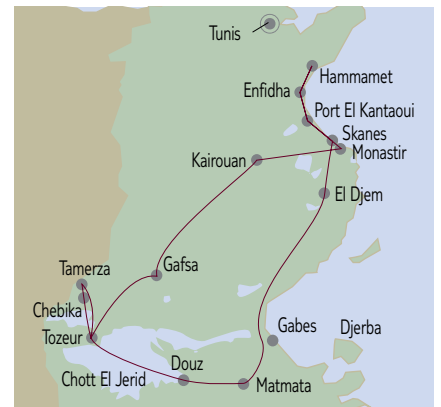 Tunis
Hammamet
Enfidha
Port El Kantaoui
Skanes
Monastir
Kairouan
El Djem
Tamerza
Gafsa
Chebika
Tozeur
Gabes
Djerba
Douz
Chott El Jerid
Matmata